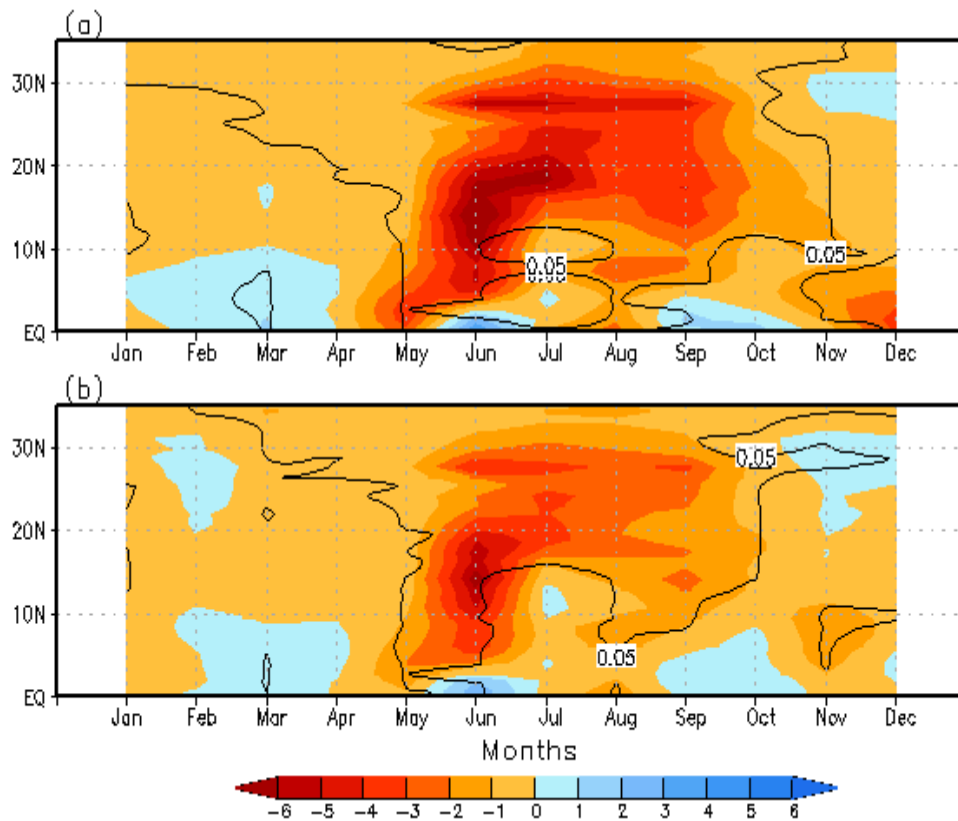 (a)
30N
20N
10N
EQ
0.05
0.05
Jan Feb Mar Apr May Jun Jul Aug Sep Oct Nov Dec
(b)
30N
20N
10N
EQ
0.05
0.05
Jan Feb Mar Apr May Jun Jul Aug Sep Oct Nov Dec
Months
-6 -5 -4 -3 -2 -1 0 1 2 3 4 5 6